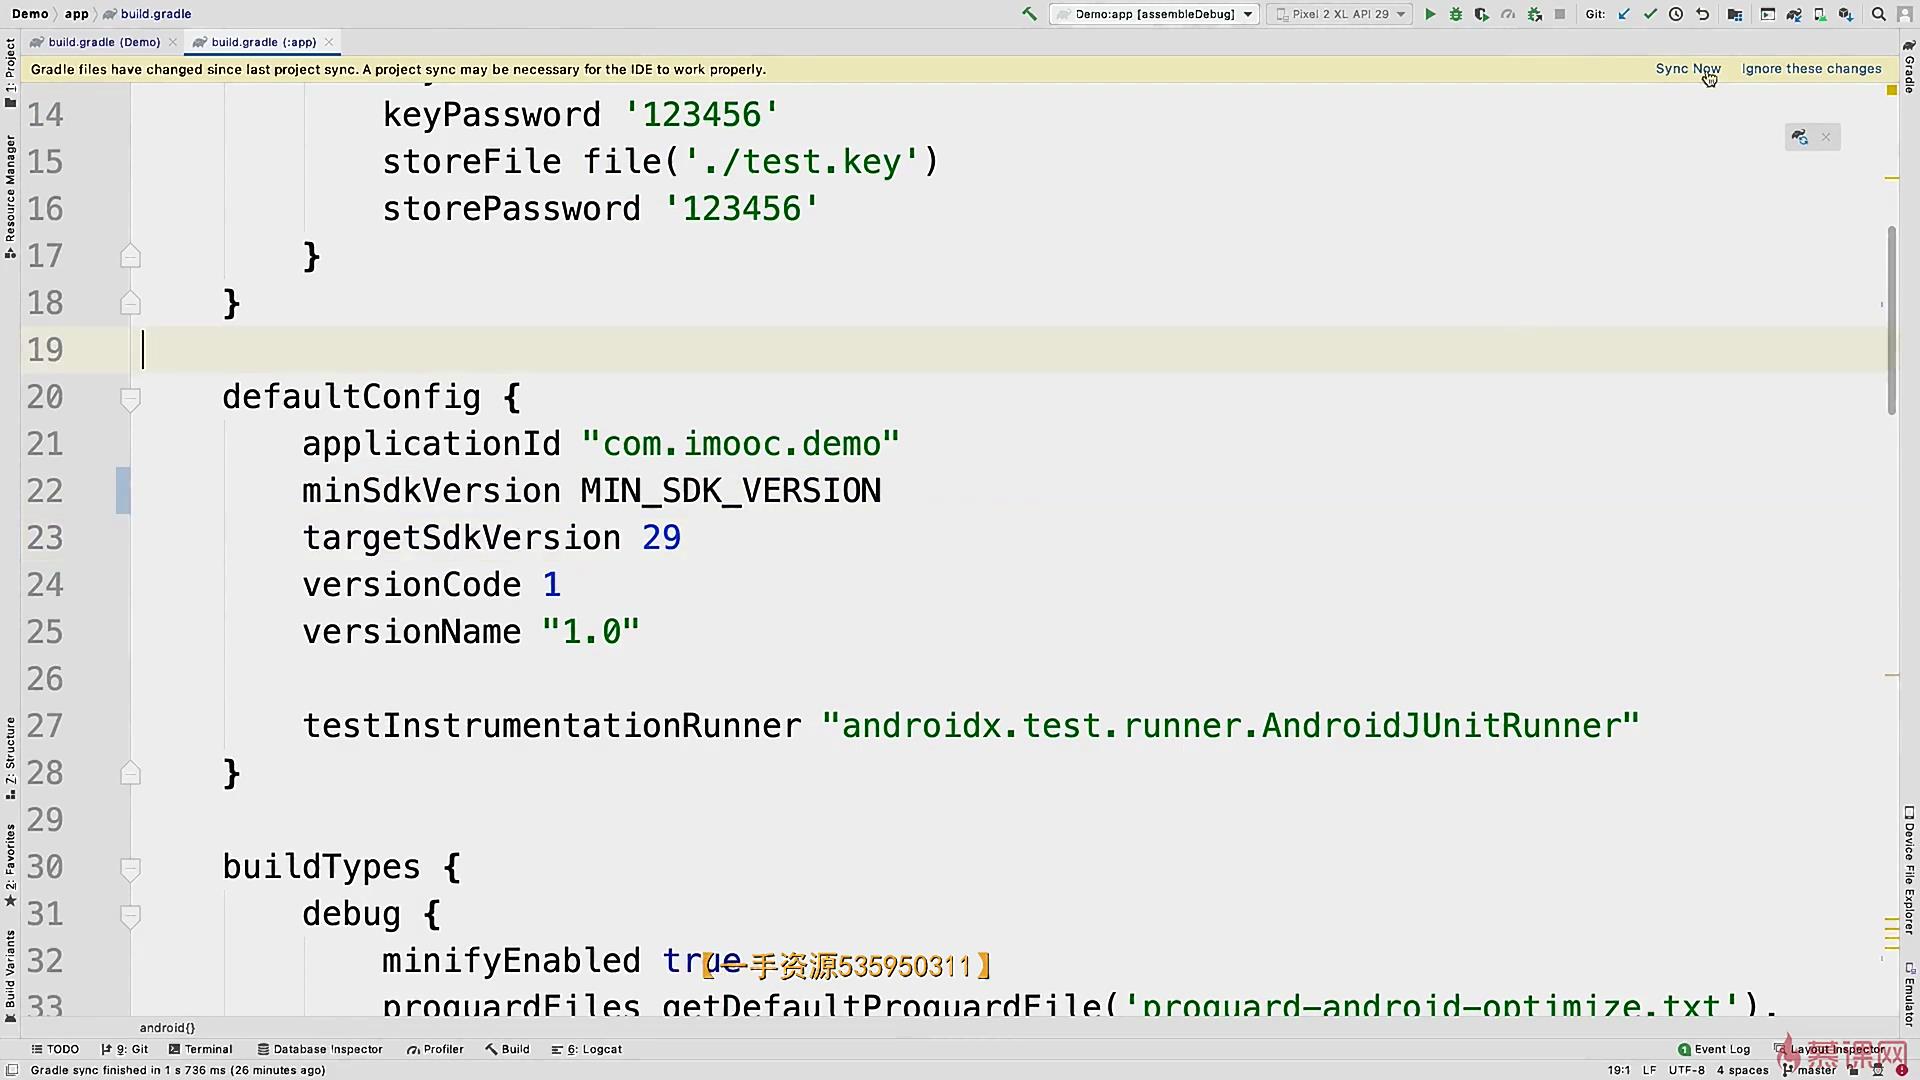 Demo app build.gradle Demo:app [assembleDebug] Pixel 2 XL API 29 Git:
build.gradle (Demo) build.gradle (:app)
Gradle files have changed since last project sync. A project sync may be necessary for the IDE to work properly. Sync Now Ignore these changes
1: Project
Resource Manager
Z: Structure
2: Favorites
Build Variants
14 keyPassword '123456'
15 storeFile file('./test.key')
16 storePassword '123456'
17 }
18 }
19
20 defaultConfig {
21 applicationId "com.imooc.demo"
22 minSdkVersion MIN_SDK_VERSION
23 targetSdkVersion 29
24 versionCode 1
25 versionName "1.0"
26
27 testInstrumentationRunner "androidx.test.runner.AndroidJUnitRunner"
28 }
29
30 buildTypes {
31 debug {
32 minifyEnabled true
【一手资源535950311】
33 proguardFiles getDefaultProguardFile('proguard-android-optimize.txt'),
Gradle
Device File Explorer
Emulator
android{}
TODO 9: Git Terminal Database Inspector Profiler Build 6: Logcat 1 Event Log Layout Inspector
慕课网
Gradle sync finished in 1 s 736 ms (26 minutes ago) 19:1 LF UTF-8 4 spaces master